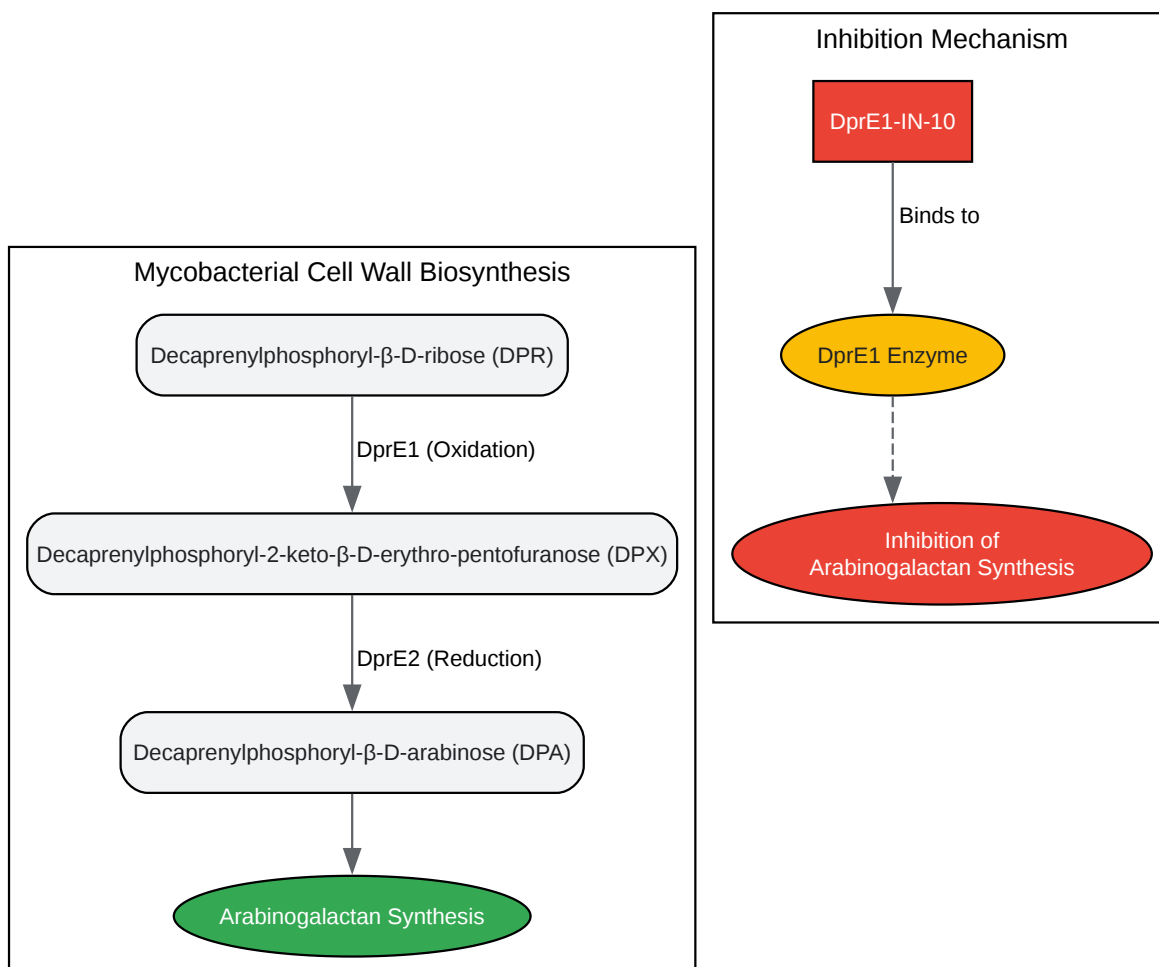 Mycobacterial Cell Wall Biosynthesis
Decaprenylphosphoryl-β-D-ribose (DPR)
DprE1 (Oxidation)
Decaprenylphosphoryl-2-keto-β-D-erythro-pentofuranose (DPX)
DprE2 (Reduction)
Decaprenylphosphoryl-β-D-arabinose (DPA)
Arabinogalactan Synthesis
Inhibition Mechanism
DprE1-IN-10
Binds to
DprE1 Enzyme
Inhibition of
Arabinogalactan Synthesis